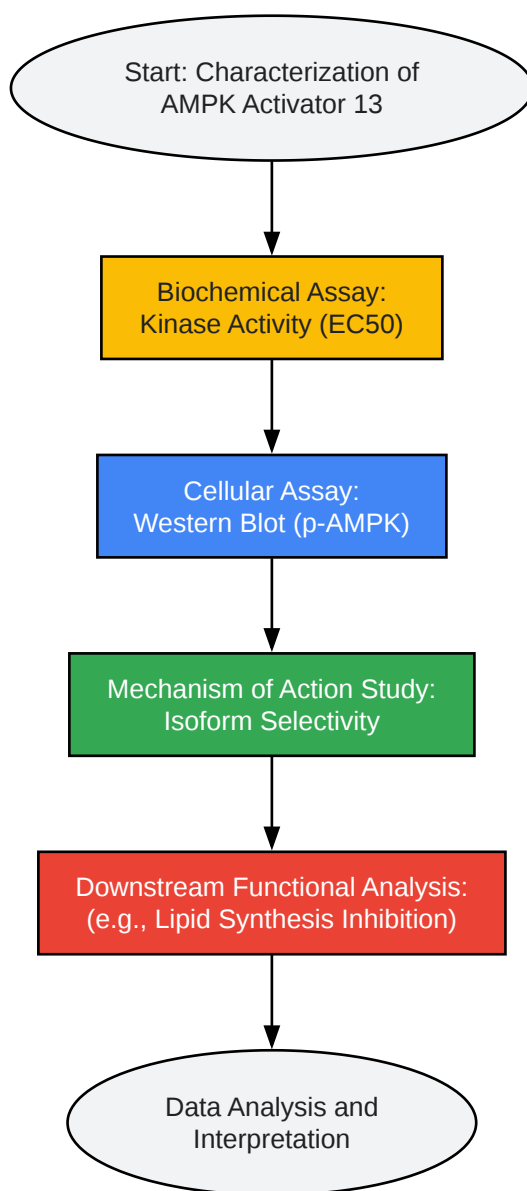 Start: Characterization of
AMPK Activator 13
Biochemical Assay:
Kinase Activity (EC50)
Cellular Assay:
Western Blot (p-AMPK)
Mechanism of Action Study:
Isoform Selectivity
Downstream Functional Analysis:
(e.g., Lipid Synthesis Inhibition)
Data Analysis and
Interpretation